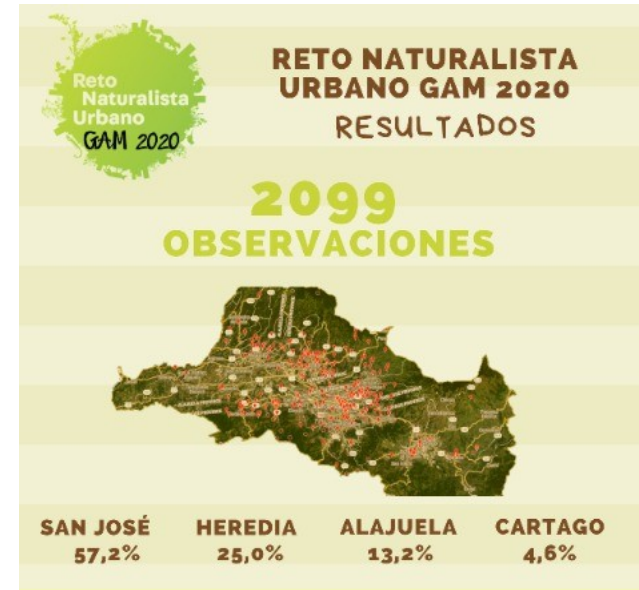 Reto
Naturalista
Urbano
GAM 2020
RETO NATURALISTA
URBANO GAM 2020
RESULTADOS
2099
OBSERVACIONES
SAN JOSÉ
57,2%
HEREDIA
25,0%
ALAJUELA
13,2%
CARTAGO
4,6%